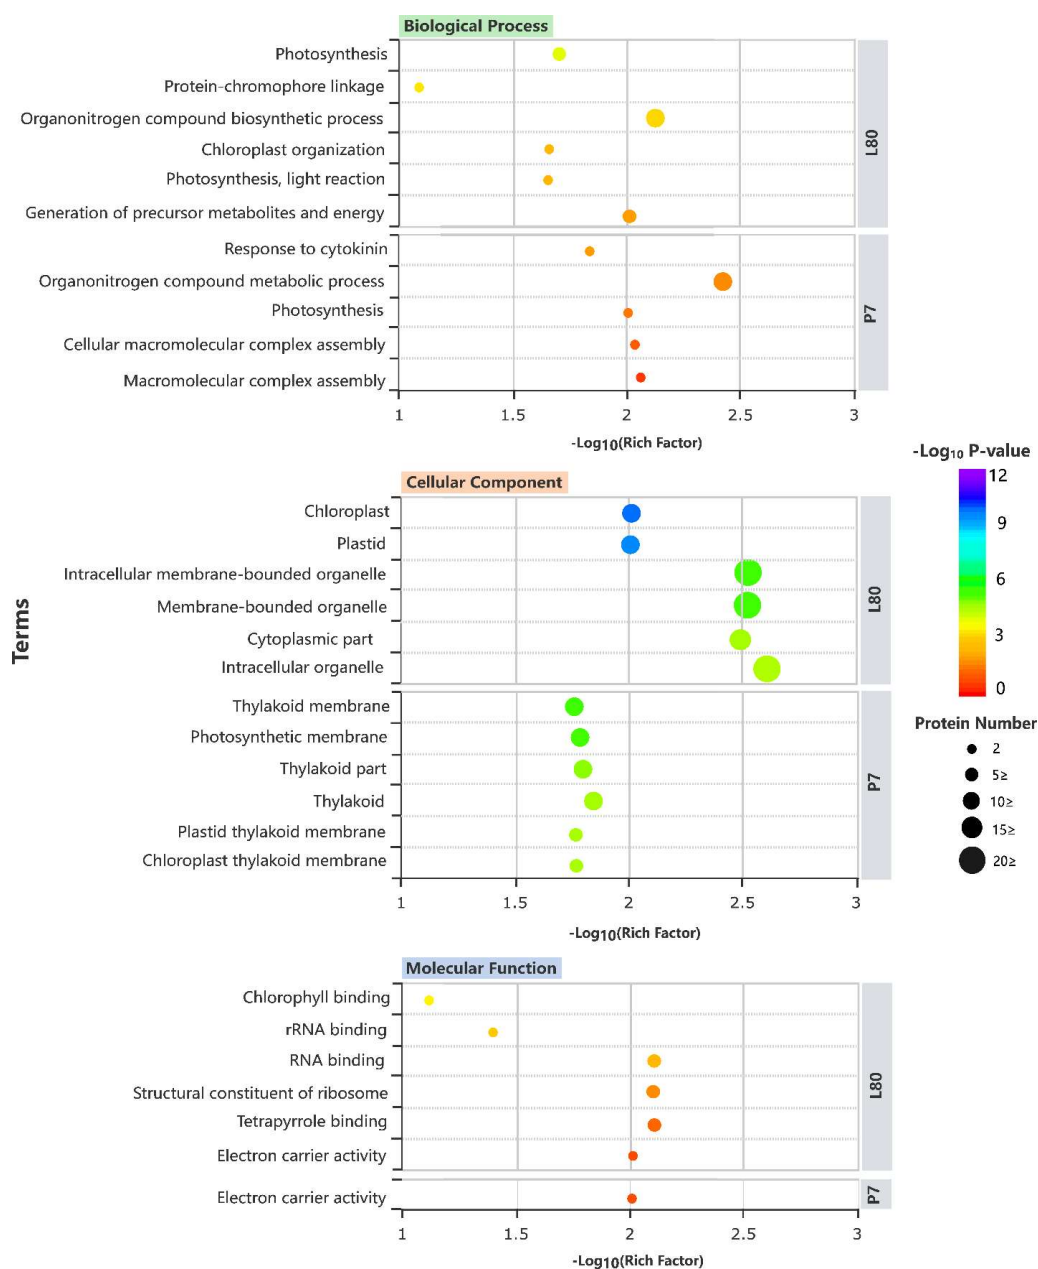 Biological Process
Photosynthesis
Protein-chromophore linkage
Organonitrogen compound biosynthetic process
Chloroplast organization
Photosynthesis, light reaction
Generation of precursor metabolites and energy
L80
Response to cytokinin
Organonitrogen compound metabolic process
Photosynthesis
Cellular macromolecular complex assembly
Macromolecular complex assembly
P7
1 1.5 2 2.5 3
-Log10(Rich Factor)
Cellular Component
Chloroplast
Plastid
Intracellular membrane-bounded organelle
Membrane-bounded organelle
Cytoplasmic part
Intracellular organelle
L80
Thylakoid membrane
Photosynthetic membrane
Thylakoid part
Thylakoid
Plastid thylakoid membrane
Chloroplast thylakoid membrane
P7
1 1.5 2 2.5 3
-Log10(Rich Factor)
Molecular Function
Chlorophyll binding
rRNA binding
RNA binding
Structural constituent of ribosome
Tetrapyrrole binding
Electron carrier activity
L80
Electron carrier activity
P7
1 1.5 2 2.5 3
-Log10(Rich Factor)
Terms
-Log₁₀ P-value
12
9
6
3
0
Protein Number
2
5≥
10≥
15≥
20≥